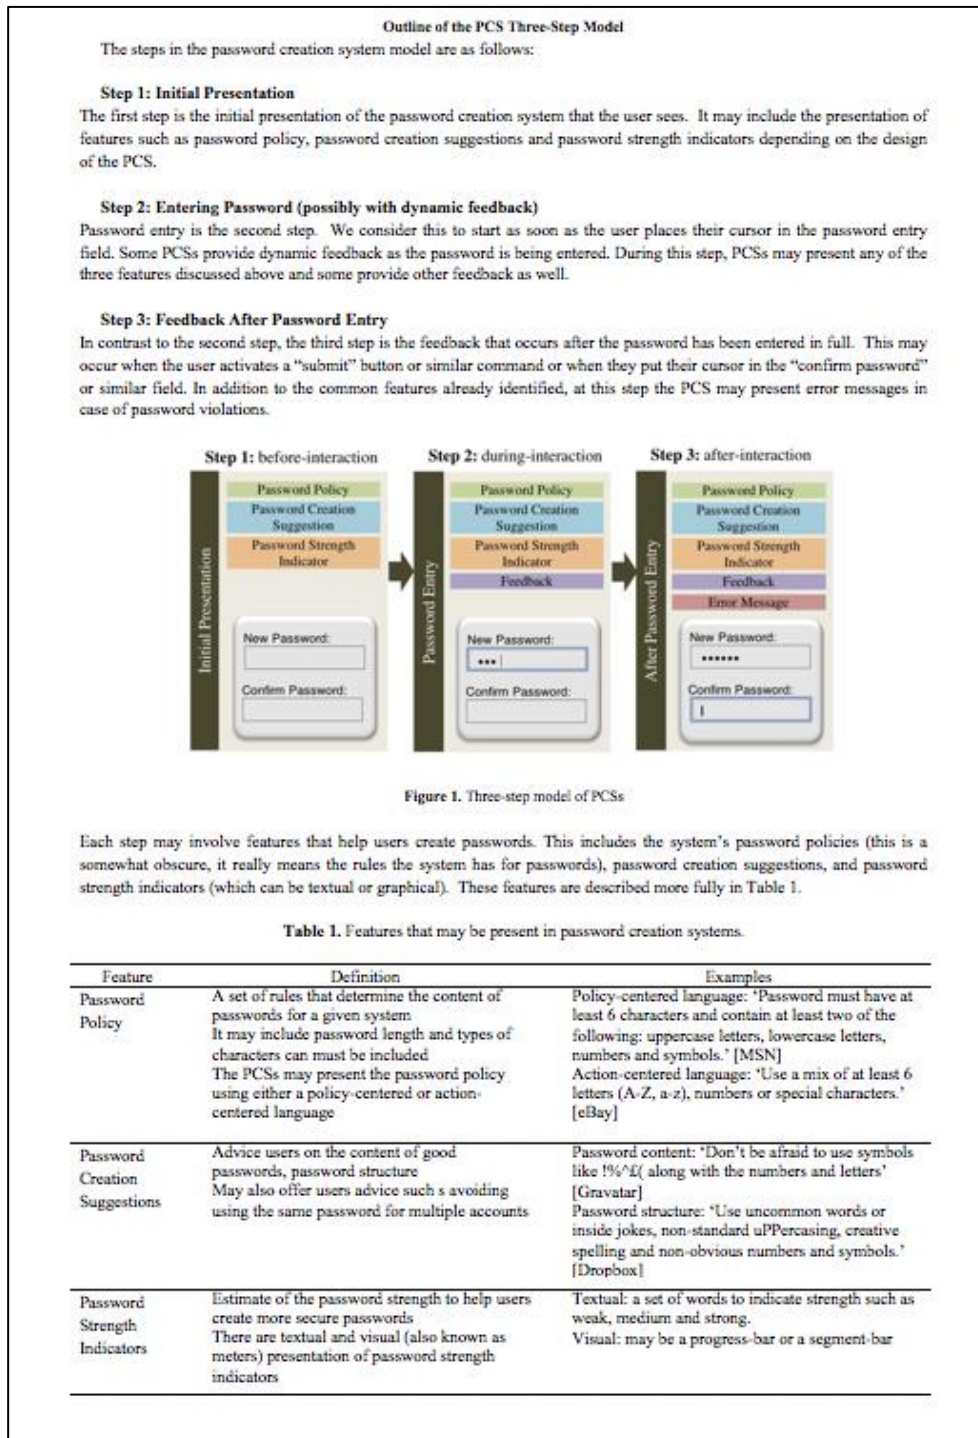 Outline of the PCS Three-Step Model
The steps in the password creation system model are as follows:
Step 1: Initial Presentation
The first step is the initial presentation of the password creation system that the user sees. It may include the presentation of
features such as password policy, password creation suggestions and password strength indicators depending on the design
of the PCS.
Step 2: Entering Password (possibly with dynamic feedback)
Password entry is the second step. We consider this to start as soon as the user places their cursor in the password entry
field. Some PCSs provide dynamic feedback as the password is being entered. During this step, PCSs may present any of the
three features discussed above and some provide other feedback as well.
Step 3: Feedback After Password Entry
In contrast to the second step, the third step is the feedback that occurs after the password has been entered in full. This may
occur when the user activates a “submit” button or similar command or when they put their cursor in the “confirm password”
or similar field. In addition to the common features already identified, at this step the PCS may present error messages in
case of password violations.
Step 1: before-interaction
Initial Presentation
Password Policy
Password Creation
Suggestion
Password Strength
Indicator
New Password:
Confirm Password:
Step 2: during-interaction
Password Entry
Password Policy
Password Creation
Suggestion
Password Strength
Indicator
Feedback
New Password:
•••
Confirm Password:
Step 3: after-interaction
After Password Entry
Password Policy
Password Creation
Suggestion
Password Strength
Indicator
Feedback
Error Message
New Password:
••••••
Confirm Password:
Figure 1. Three-step model of PCSs
Each step may involve features that help users create passwords. This includes the system’s password policies (this is a
somewhat obscure, it really means the rules the system has for passwords), password creation suggestions, and password
strength indicators (which can be textual or graphical). These features are described more fully in Table 1.
Table 1. Features that may be present in password creation systems.
Feature Definition Examples
Password
Policy
A set of rules that determine the content of
passwords for a given system
It may include password length and types of
characters can must be included
The PCSs may present the password policy
using either a policy-centered or action-
centered language
Policy-centered language: ‘Password must have at
least 6 characters and contain at least two of the
following: uppercase letters, lowercase letters,
numbers and symbols.’ [MSN]
Action-centered language: ‘Use a mix of at least 6
letters (A-Z, a-z), numbers or special characters.’
[eBay]
Password
Creation
Suggestions
Advice users on the content of good
passwords, password structure
May also offer users advice such s avoiding
using the same password for multiple accounts
Password content: ‘Don’t be afraid to use symbols
like !%^£( along with the numbers and letters’
[Gravatar]
Password structure: ‘Use uncommon words or
inside jokes, non-standard uPPercasing, creative
spelling and non-obvious numbers and symbols.’
[Dropbox]
Password
Strength
Indicators
Estimate of the password strength to help users
create more secure passwords
There are textual and visual (also known as
meters) presentation of password strength
indicators
Textual: a set of words to indicate strength such as
weak, medium and strong.
Visual: may be a progress-bar or a segment-bar